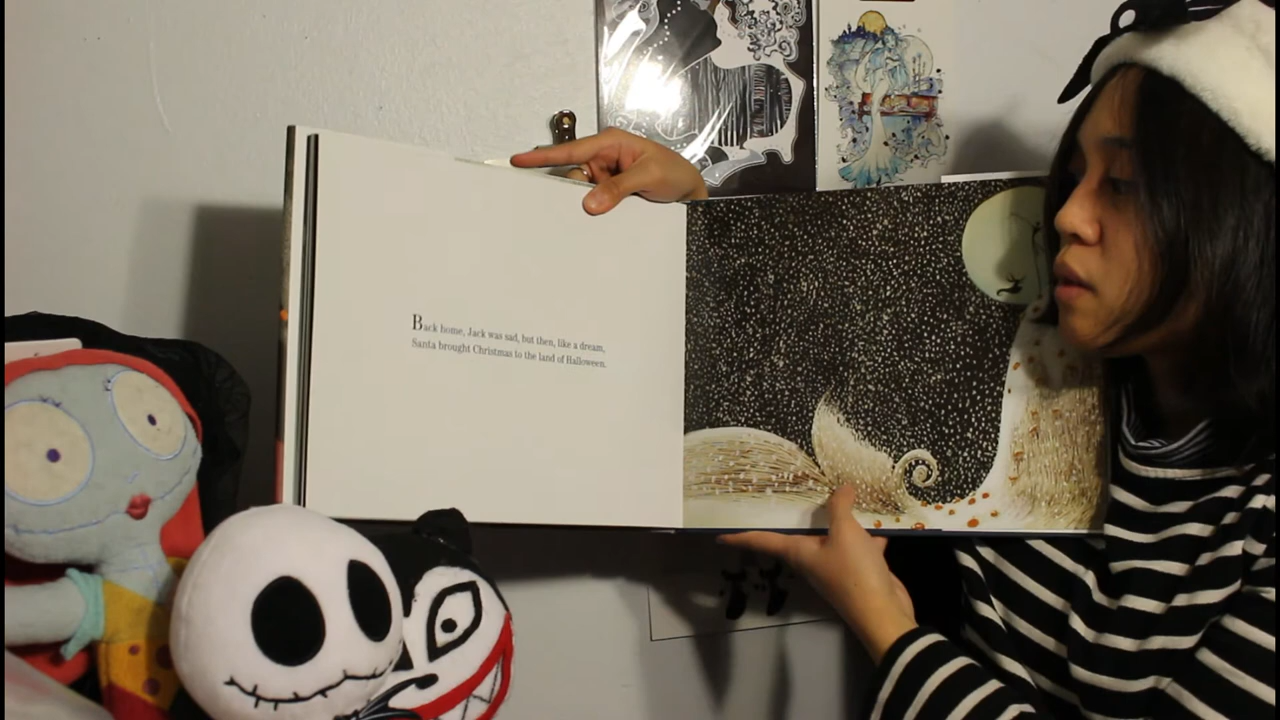 Back home, Jack was sad, but then, like a dream,
Santa brought Christmas to the land of Halloween.